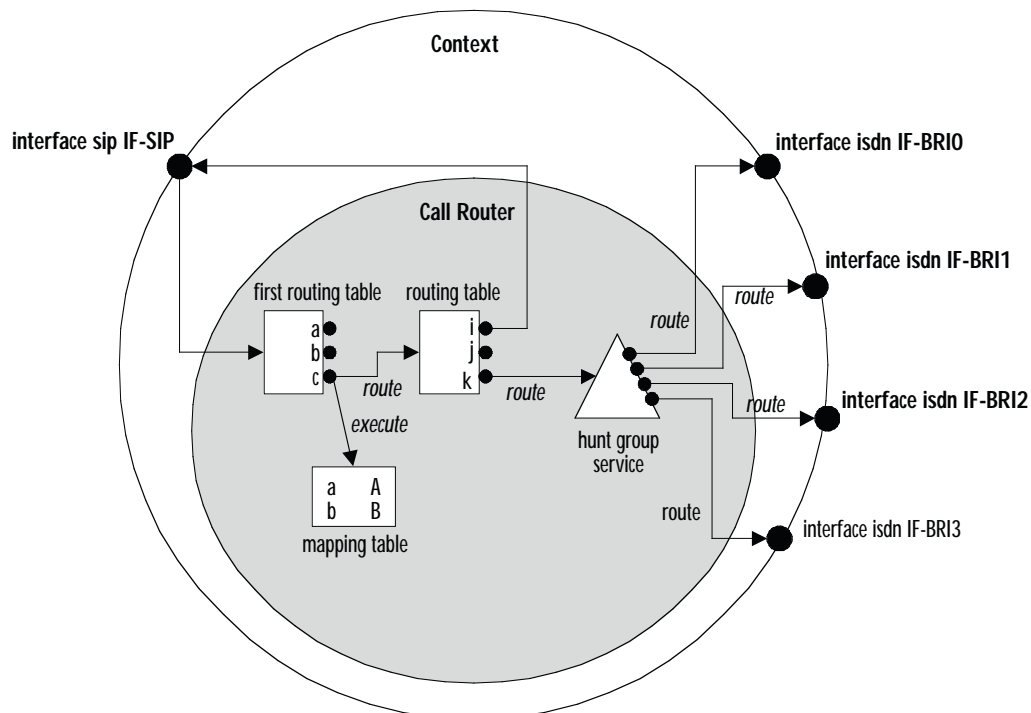 Context
interface sip IF-SIP
interface isdn IF-BRI0
Call Router
interface isdn IF-BRI1
route
first routing table
routing table
a
b
c
i
j
k
route
route
route
execute
route
interface isdn IF-BRI2
hunt group
service
a A
b B
mapping table
route
interface isdn IF-BRI3